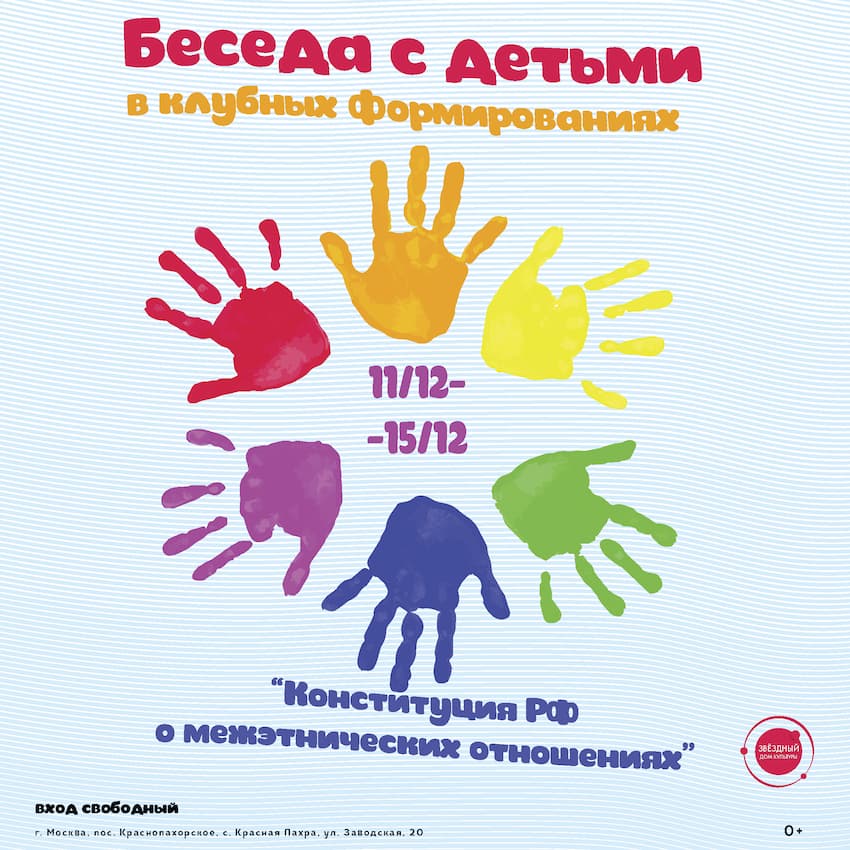 Беседа с детьми
в клубных формированиях
11/12-
-15/12
“Конституция РФ
о межэтнических отношениях”
ЗВЁЗДНЫЙ
ДОМ КУЛЬТУРЫ
вход свободный
г. Москва, пос. Краснопахорское, с. Красная Пахра, ул. Заводская, 20
0+